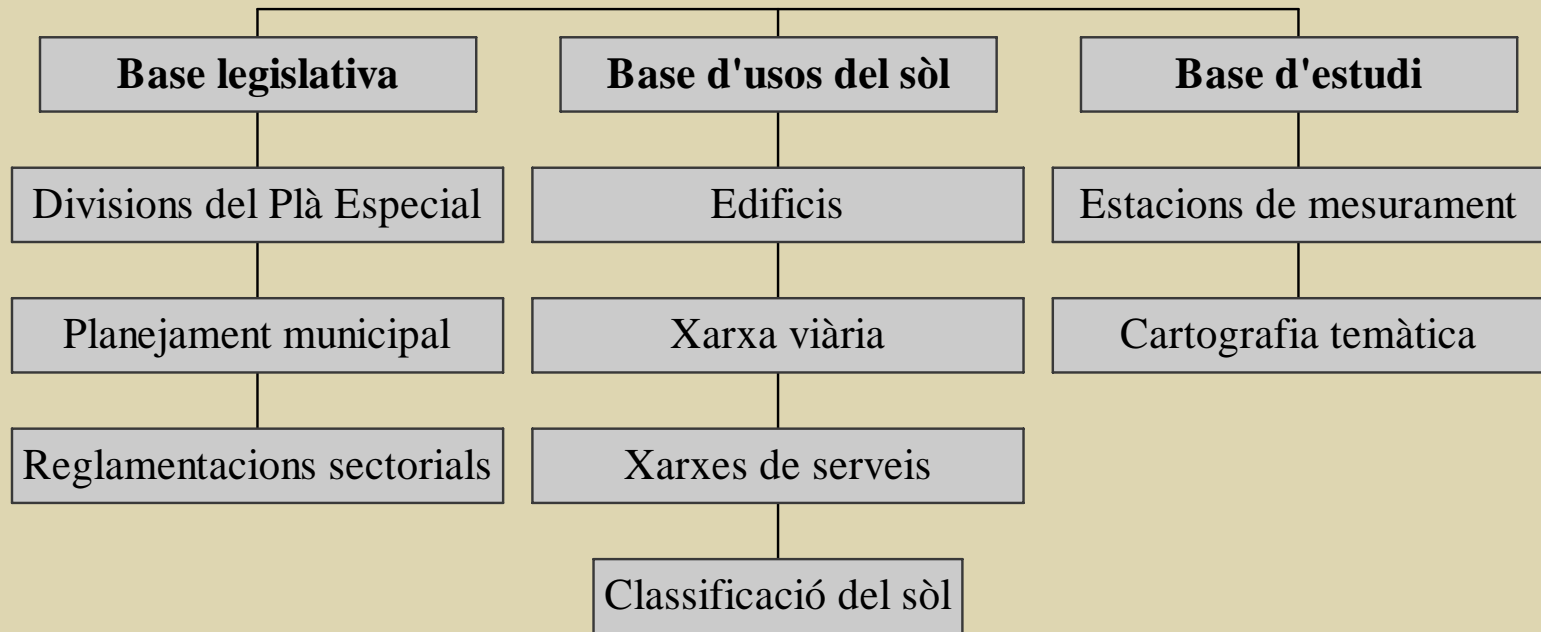 Base legislativa
Divisions del Plà Especial
Planejament municipal
Reglamentacions sectorials
Base d'usos del sòl
Edificis
Xarxa viària
Xarxes de serveis
Classificació del sòl
Base d'estudi
Estacions de mesurament
Cartografia temàtica